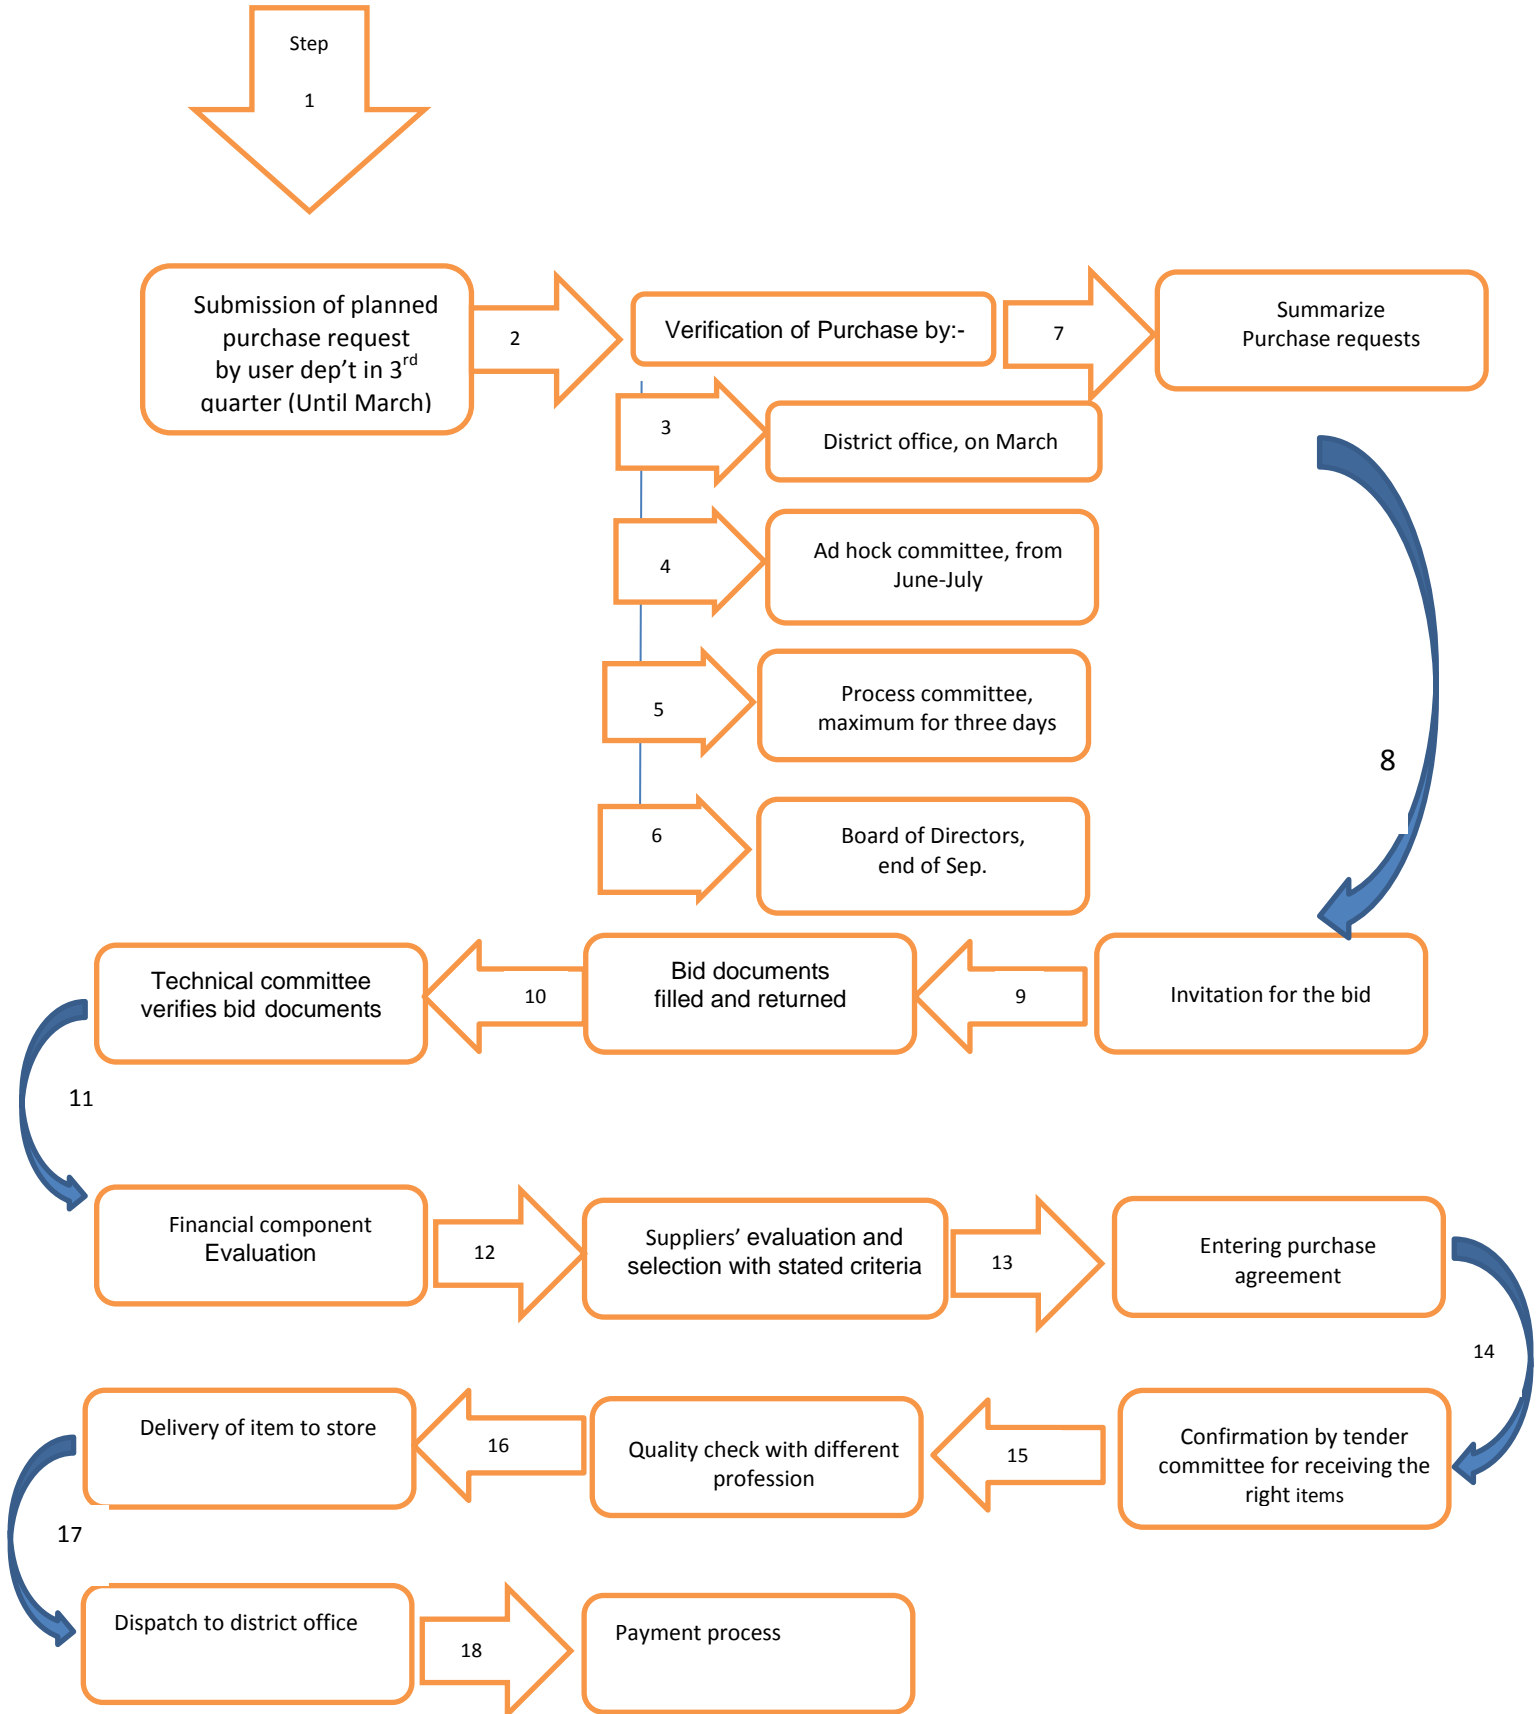 Step
1
Submission of planned
purchase request
by user dep't in 3rd
quarter (Until March)
2
Verification of Purchase by:-
7
Summarize
Purchase requests
3
District office, on March
4
Ad hock committee, from
June-July
5
Process committee,
maximum for three days
6
Board of Directors,
end of Sep.
8
Invitation for the bid
9
Bid documents
filled and returned
10
Technical committee
verifies bid documents
11
Financial component
Evaluation
12
Suppliers' evaluation and
selection with stated criteria
13
Entering purchase
agreement
14
Confirmation by tender
committee for receiving the
right items
15
Quality check with different
profession
16
Delivery of item to store
17
Dispatch to district office
18
Payment process